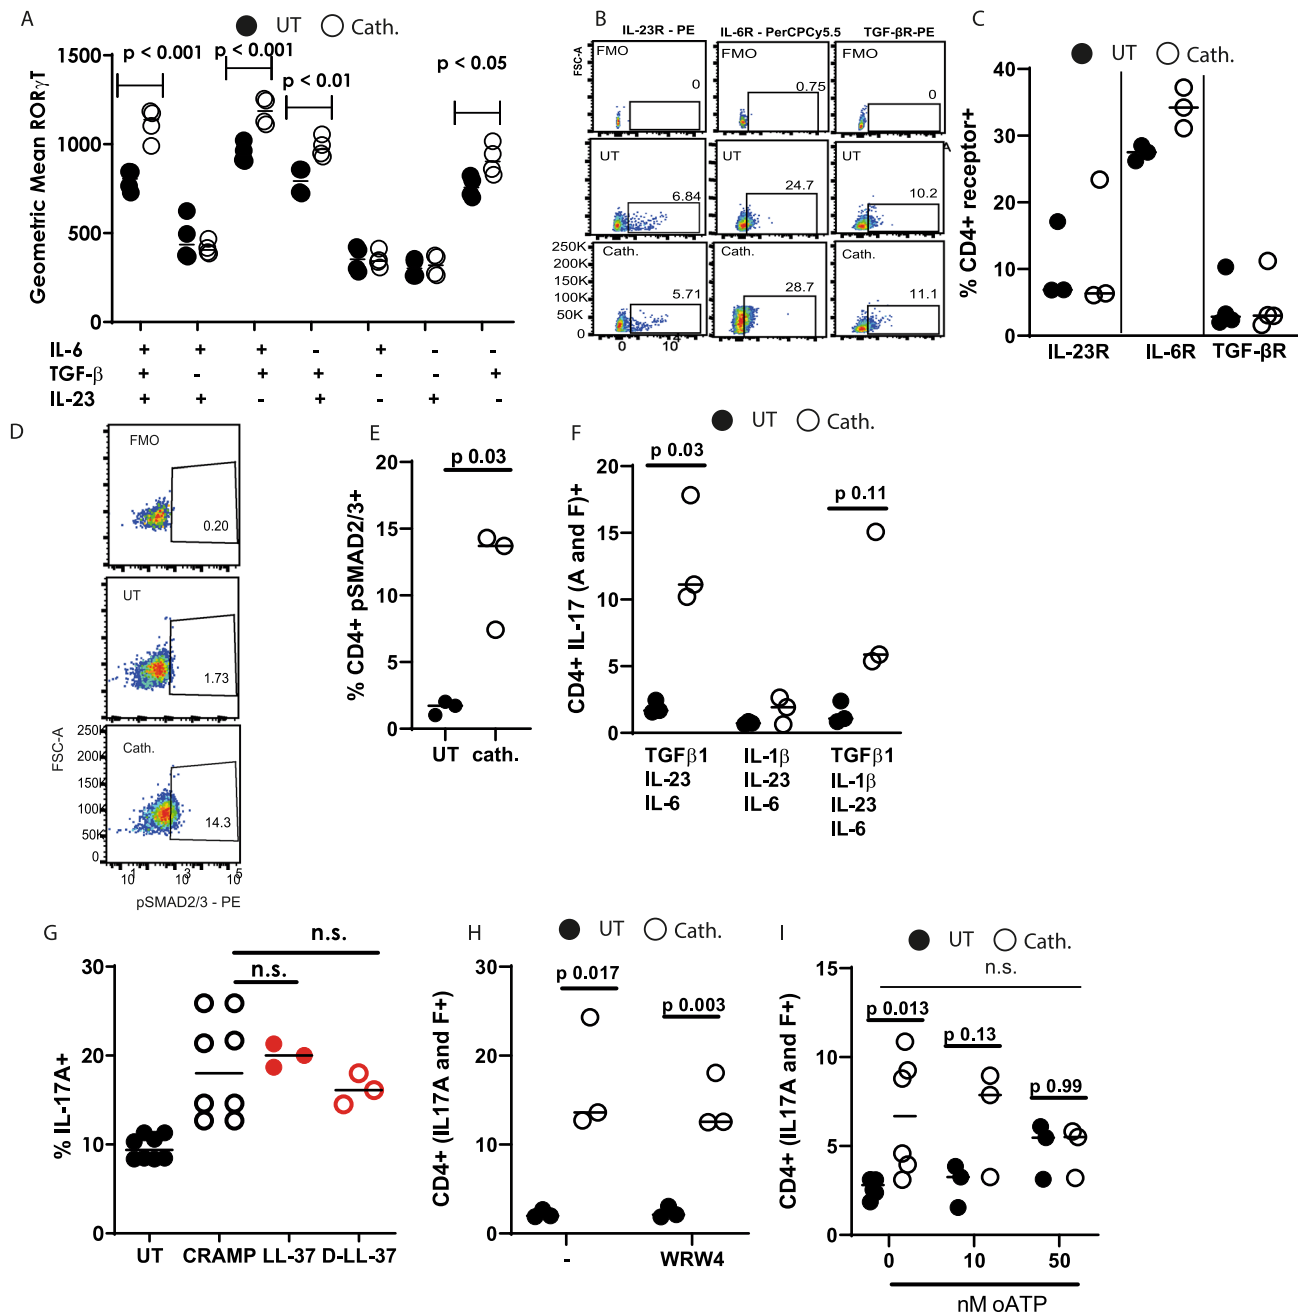 A
UT
Cath.
p < 0.001
p < 0.001
p < 0.01
p < 0.05
Geometric Mean RORγT
1500
1000
500
0
IL-6 + + + - + - -
TGF-β + - + + - - +
IL-23 + + - + - + -
B
IL-23R - PE
IL-6R - PerCPCy5.5
TGF-βR-PE
FSC-A
FMO
0
FMO
0.75
FMO
0
UT
6.84
UT
24.7
UT
10.2
A
Cath.
5.71
Cath.
28.7
Cath.
11.1
250K
200K
150K
100K
50K
0
0
10
4
C
UT
Cath.
% CD4+ receptor+
40
30
20
10
0
IL-23R
IL-6R
TGF-βR
D
FMO
0.20
UT
1.73
Cath.
14.3
FSC-A
250K
200K
150K
100K
50K
0
10^1
10^3
10^5
pSMAD2/3 - PE
E
p 0.03
% CD4+ pSMAD2/3+
20
15
10
5
0
UT
cath.
F
UT
Cath.
p 0.03
p 0.11
CD4+ IL-17 (A and F)+
20
15
10
5
0
TGFβ1 IL-1β TGFβ1
IL-23 IL-23 IL-1β
IL-6 IL-6 IL-23
IL-6
G
n.s.
n.s.
% IL-17A+
30
20
10
0
UT
CRAMP
LL-37
D-LL-37
H
UT
Cath.
p 0.017
p 0.003
CD4+ (IL17A and F+)
30
20
10
0
-
WRW4
I
UT
Cath.
n.s.
p 0.013
p 0.13
p 0.99
CD4+ (IL17A and F+)
15
10
5
0
0
10
50
nM oATP